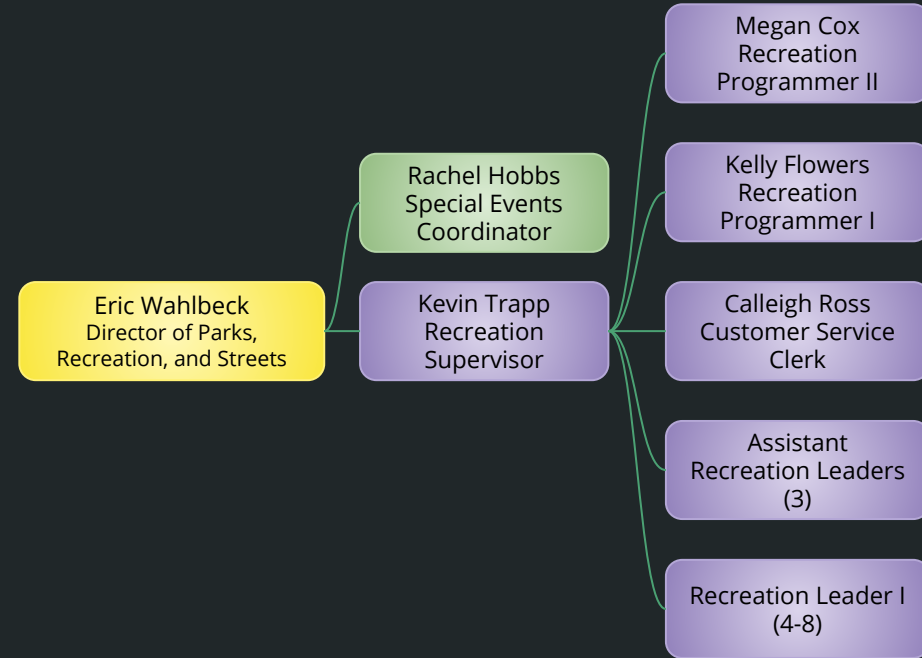 Megan Cox
Recreation
Programmer II
Rachel Hobbs
Special Events
Coordinator
Kelly Flowers
Recreation
Programmer I
Eric Wahlbeck
Director of Parks,
Recreation, and Streets
Kevin Trapp
Recreation
Supervisor
Calleigh Ross
Customer Service
Clerk
Assistant
Recreation Leaders
(3)
Recreation Leader I
(4-8)